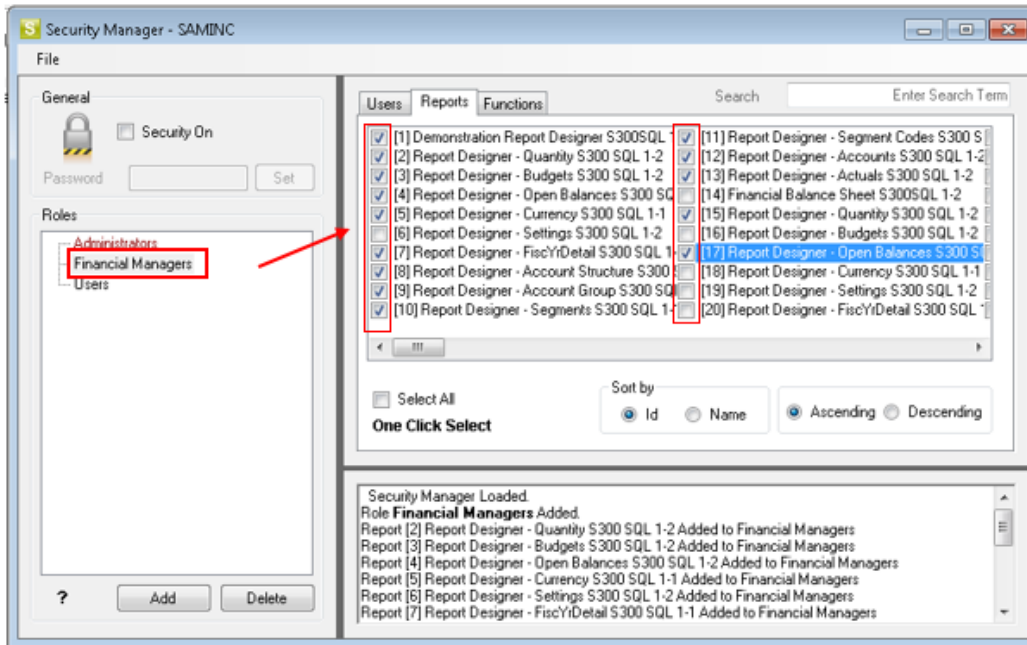 Security Manager - SAMINC
File
General
Security On
Password
Set
Roles
Administrators
Financial Managers
Users
?
Add
Delete
Users
Reports
Functions
Search
Enter Search Term
[1] Demonstration Report Designer S300SQL
[2] Report Designer - Quantity S300 SQL 1-2
[3] Report Designer - Budgets S300 SQL 1-2
[4] Report Designer - Open Balances S300 SQ
[5] Report Designer - Currency S300 SQL 1-1
[6] Report Designer - Settings S300 SQL 1-2
[7] Report Designer - FiscYrDetail S300 SQL 1-
[8] Report Designer - Account Structure S300
[9] Report Designer - Account Group S300 SQ
[10] Report Designer - Segments S300 SQL 1-
[11] Report Designer - Segment Codes S300 S
[12] Report Designer - Accounts S300 SQL 1-2
[13] Report Designer - Actuals S300 SQL 1-2
[14] Financial Balance Sheet S300SQL 1-2
[15] Report Designer - Quantity S300 SQL 1-2
[16] Report Designer - Budgets S300 SQL 1-2
[17] Report Designer - Open Balances S300 S
[18] Report Designer - Currency S300 SQL 1-1
[19] Report Designer - Settings S300 SQL 1-2
[20] Report Designer - FiscYrDetail S300 SQL
Select All
One Click Select
Sort by
Id
Name
Ascending
Descending
Security Manager Loaded.
Role Financial Managers Added.
Report [2] Report Designer - Quantity S300 SQL 1-2 Added to Financial Managers
Report [3] Report Designer - Budgets S300 SQL 1-2 Added to Financial Managers
Report [4] Report Designer - Open Balances S300 SQL 1-2 Added to Financial Managers
Report [5] Report Designer - Currency S300 SQL 1-1 Added to Financial Managers
Report [6] Report Designer - Settings S300 SQL 1-2 Added to Financial Managers
Report [7] Report Designer - FiscYrDetail S300 SQL 1-1 Added to Financial Managers